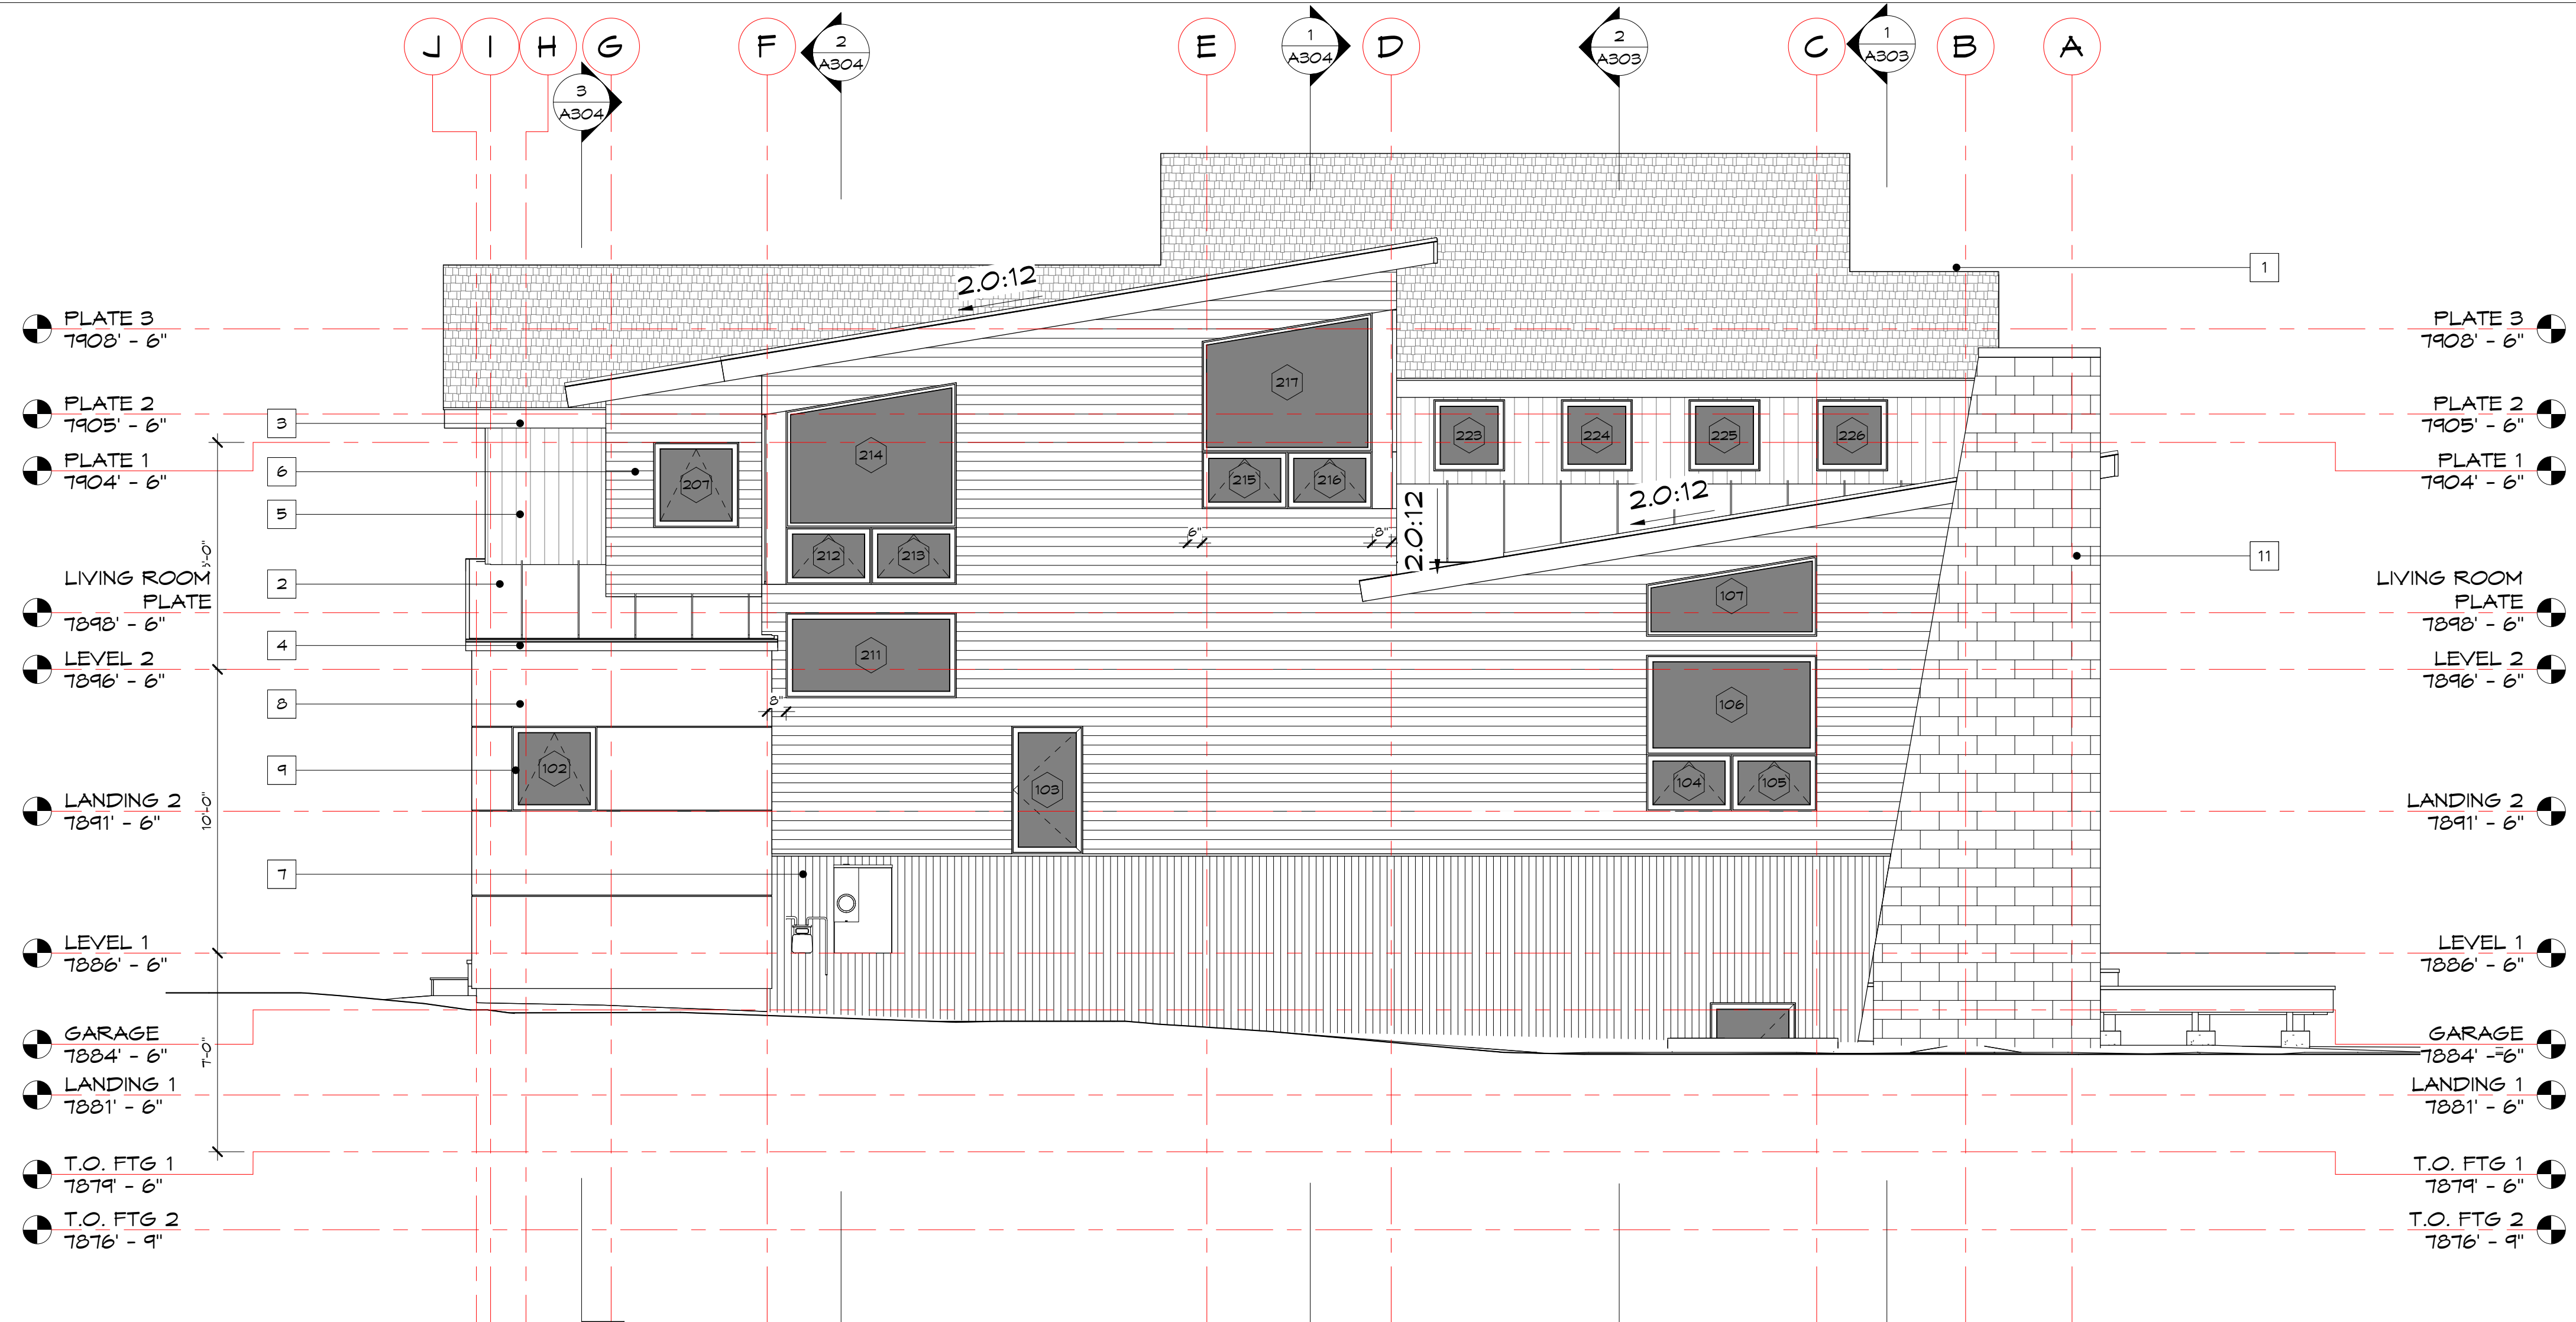 J I H G F E D C B A
2
A304
1
A304
2
A303
1
A303
3
A304
2.0:12
1
PLATE 3
7908' - 6"
PLATE 3
7908' - 6"
PLATE 2
7905' - 6"
3
PLATE 2
7905' - 6"
217
223 224 225 226
PLATE 1
7904' - 6"
6
207
214
215 216
PLATE 1
7904' - 6"
2.0:12
2.0:12
5
6"
8"
212 213
11
LIVING ROOM
PLATE
7898' - 6"
2
107
LIVING ROOM
PLATE
7898' - 6"
4
211
LEVEL 2
7896' - 6"
LEVEL 2
7896' - 6"
8
8"
106
9
102
103
104 105
LANDING 2
7891' - 6"
10'-0"
LANDING 2
7891' - 6"
7
LEVEL 1
7886' - 6"
LEVEL 1
7886' - 6"
GARAGE
7884' - 6"
7'-0"
GARAGE
7884' - 6"
LANDING 1
7881' - 6"
LANDING 1
7881' - 6"
T.O. FTG 1
7879' - 6"
T.O. FTG 1
7879' - 6"
T.O. FTG 2
7876' - 9"
T.O. FTG 2
7876' - 9"